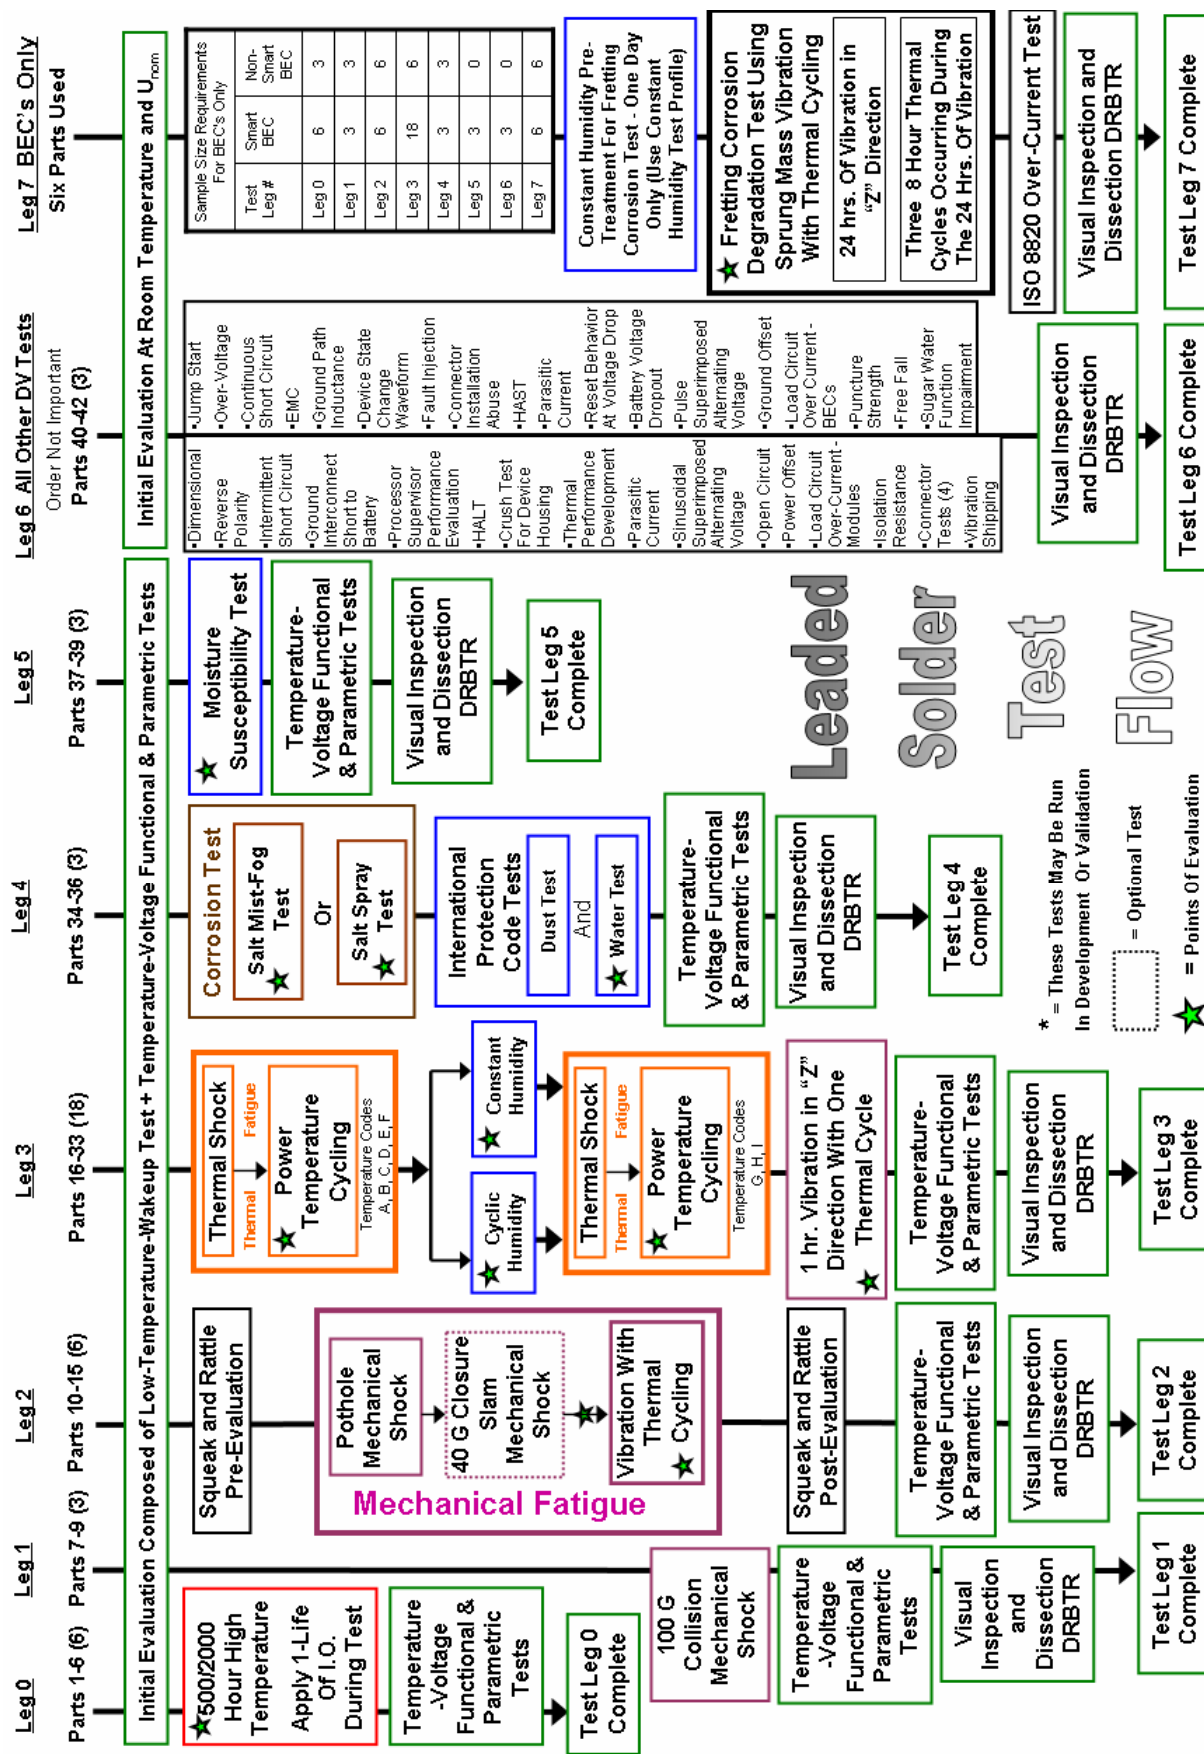 Leg 0
Parts 1-6 (6)
Leg 1
Parts 7-9 (3)
Leg 2
Parts 10-15 (6)
Leg 3
Parts 16-33 (18)
Leg 4
Parts 34-36 (3)
Leg 5
Parts 37-39 (3)
Leg 6 All Other DV Tests
Order Not Important
Parts 40-42 (3)
Leg 7 BEC's Only
Six Parts Used
Initial Evaluation Composed of Low-Temperature-Wakeup Test + Temperature-Voltage Functional & Parametric Tests
Initial Evaluation At Room Temperature and Unom
500/2000
Hour High
Temperature
Apply 1-Life
Of I.O.
During Test
Temperature
-Voltage
Functional &
Parametric
Tests
Test Leg 0
Complete
100 G
Collision
Mechanical
Shock
Temperature
-Voltage
Functional &
Parametric
Tests
Visual
Inspection
and
Dissection
DRBTR
Test Leg 1
Complete
Squeak and Rattle
Pre-Evaluation
Mechanical Fatigue
Pothole
Mechanical
Shock
40 G Closure
Slam
Mechanical
Shock
Vibration With
Thermal
Cycling
Squeak and Rattle
Post-Evaluation
Temperature-
Voltage Functional
& Parametric Tests
Visual Inspection
and Dissection
DRBTR
Test Leg 2
Complete
Thermal Shock
Thermal Fatigue
Power
Temperature
Cycling
Temperature Codes
A, B, C, D, E, F
Cyclic
Humidity
Constant
Humidity
Thermal Shock
Thermal Fatigue
Power
Temperature
Cycling
Temperature Codes
G, H, I
1 hr. Vibration in "Z"
Direction With One
Thermal Cycle
Temperature-
Voltage Functional
& Parametric Tests
Visual Inspection
and Dissection
DRBTR
Test Leg 3
Complete
Corrosion Test
Salt Mist-Fog
Test
Or
Salt Spray
Test
International
Protection
Code Tests
Dust Test
And
Water Test
Temperature-
Voltage Functional
& Parametric Tests
Visual Inspection
and Dissection
DRBTR
Test Leg 4
Complete
Moisture
Susceptibility Test
Temperature-
Voltage Functional
& Parametric Tests
Visual Inspection
and Dissection
DRBTR
Test Leg 5
Complete
Leaded
Solder
Test
Flow
* = These Tests May Be Run
In Development Or Validation
= Optional Test
= Points Of Evaluation
•Dimensional
•Reverse
Polarity
•Intermittent
Short Circuit
•Ground
Interconnect
Short to
Battery
•Processor
Supervisor
Performance
Evaluation
•HALT
•Crush Test
For Device
Housing
•Thermal
Performance
Development
•Parasitic
Current
•Sinusoidal
Superimposed
Alternating
Voltage
•Open Circuit
•Power Offset
•Load Circuit
Over-Current-
Modules
•Isolation
Resistance
•Connector
Tests (4)
•Vibration
Shipping
•Jump Start
•Over-Voltage
•Continuous
Short Circuit
•EMC
•Ground Path
Inductance
•Device State
Change
Waveform
•Fault Injection
•Connector
Installation
Abuse
•HAST
•Parasitic
Current
•Reset Behavior
At Voltage Drop
•Battery Voltage
Dropout
•Pulse
Superimposed
Alternating
Voltage
•Ground Offset
•Load Circuit
Over Current -
BECs
•Puncture
Strength
•Free Fall
•Sugar Water
Function
Impairment
Visual Inspection
and Dissection
DRBTR
Test Leg 6 Complete
Sample Size Requirements
For BEC's Only
Test Leg # Smart BEC Non-Smart BEC
Leg 0 6 3
Leg 1 3 3
Leg 2 6 6
Leg 3 18 6
Leg 4 3 3
Leg 5 3 0
Leg 6 3 0
Leg 7 6 6
Constant Humidity Pre-
Treatment For Fretting
Corrosion Test - One Day
Only (Use Constant
Humidity Test Profile)
Fretting Corrosion
Degradation Test Using
Sprung Mass Vibration
With Thermal Cycling
24 hrs. Of Vibration in
"Z" Direction
Three 8 Hour Thermal
Cycles Occurring During
The 24 Hrs. Of Vibration
ISO 8820 Over-Current Test
Visual Inspection and
Dissection DRBTR
Test Leg 7 Complete